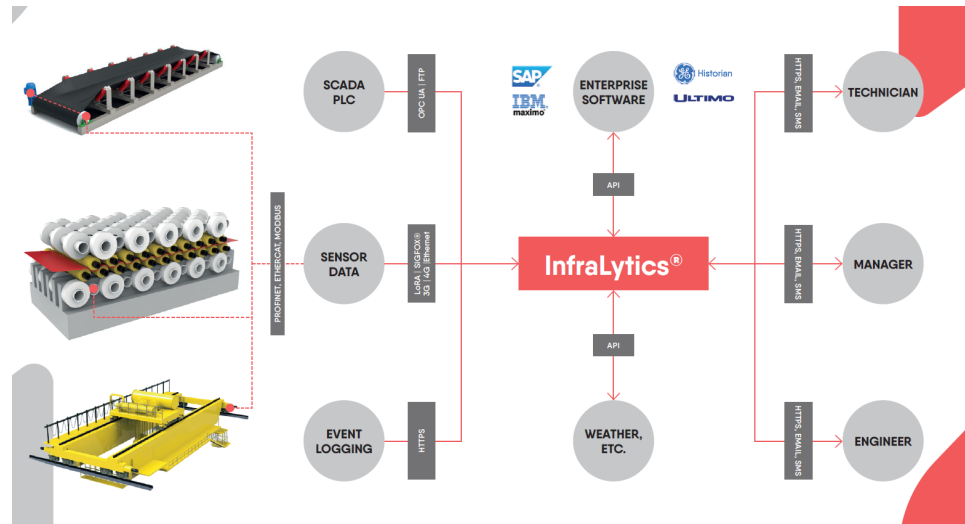 SCADA
PLC
OPC UA | FTP
SAP
IBM
maximo
ENTERPRISE
SOFTWARE
Historian
ULTIMO
HTTPS, EMAIL, SMS
TECHNICIAN
API
PROFINET, ETHERCAT, MODBUS
SENSOR
DATA
LoRA | SIGFOX®
3G | 4G |Ethernet
InfraLytics®
HTTPS, EMAIL, SMS
MANAGER
API
EVENT
LOGGING
HTTPS
WEATHER,
ETC.
HTTPS, EMAIL, SMS
ENGINEER